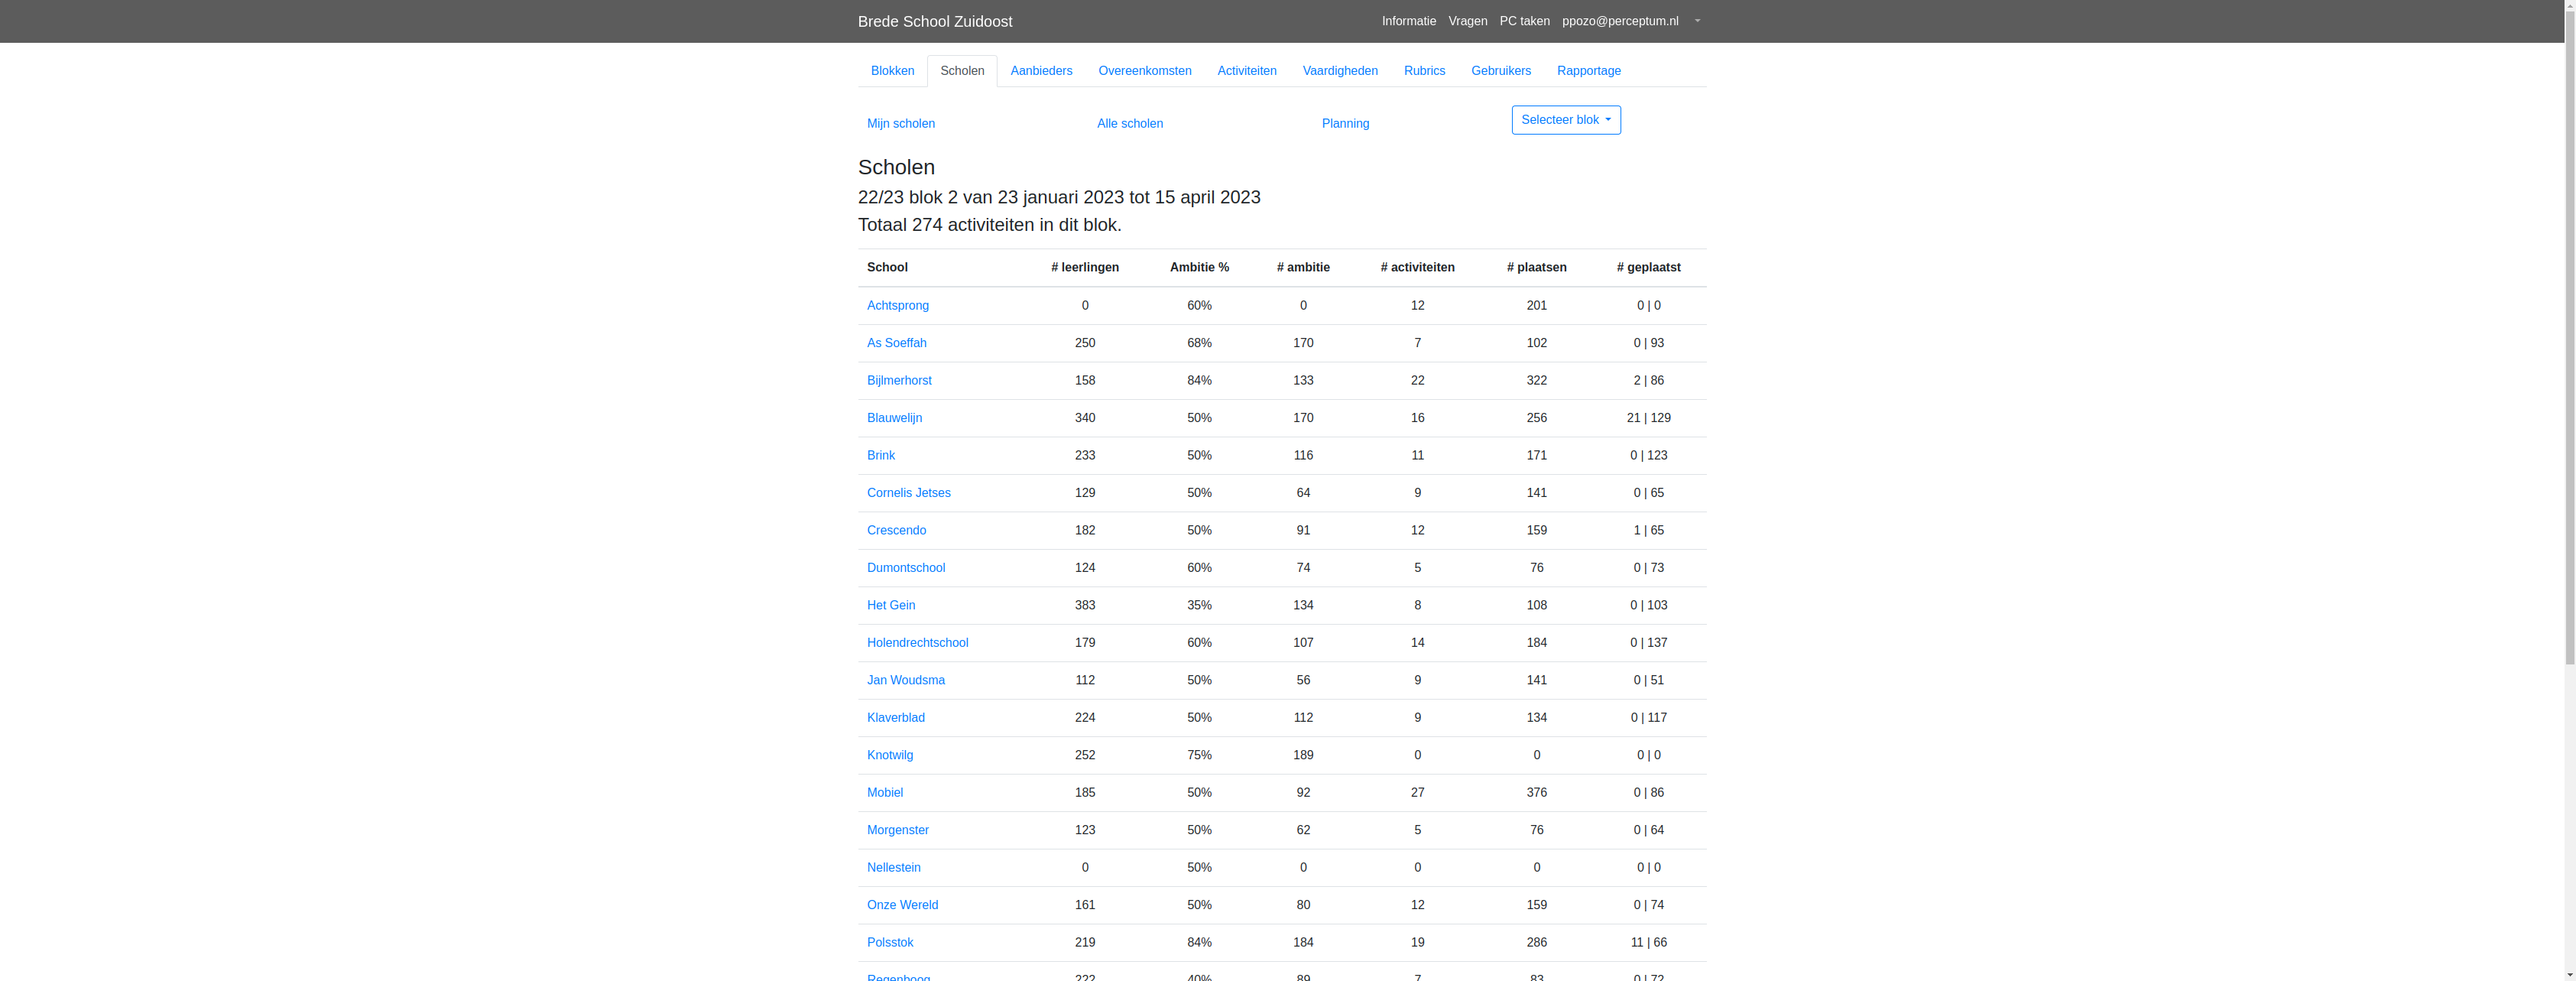 Brede School Zuidoost Informatie Vragen PC taken ppozo@perceptum.nl
Blokken Scholen Aanbieders Overeenkomsten Activiteiten Vaardigheden Rubrics Gebruikers Rapportage
Mijn scholen Alle scholen Planning Selecteer blok
Scholen
22/23 blok 2 van 23 januari 2023 tot 15 april 2023
Totaal 274 activiteiten in dit blok.
School # leerlingen Ambitie % # ambitie # activiteiten # plaatsen # geplaatst
Achtsprong 0 60% 0 12 201 0 | 0
As Soeffah 250 68% 170 7 102 0 | 93
Bijlmerhorst 158 84% 133 22 322 2 | 86
Blauwelijn 340 50% 170 16 256 21 | 129
Brink 233 50% 116 11 171 0 | 123
Cornelis Jetses 129 50% 64 9 141 0 | 65
Crescendo 182 50% 91 12 159 1 | 65
Dumontschool 124 60% 74 5 76 0 | 73
Het Gein 383 35% 134 8 108 0 | 103
Holendrechtschool 179 60% 107 14 184 0 | 137
Jan Woudsma 112 50% 56 9 141 0 | 51
Klaverblad 224 50% 112 9 134 0 | 117
Knotwilg 252 75% 189 0 0 0 | 0
Mobiel 185 50% 92 27 376 0 | 86
Morgenster 123 50% 62 5 76 0 | 64
Nellestein 0 50% 0 0 0 0 | 0
Onze Wereld 161 50% 80 12 159 0 | 74
Polsstok 219 84% 184 19 286 11 | 66
Regenboog 222 40% 89 7 83 0 | 72